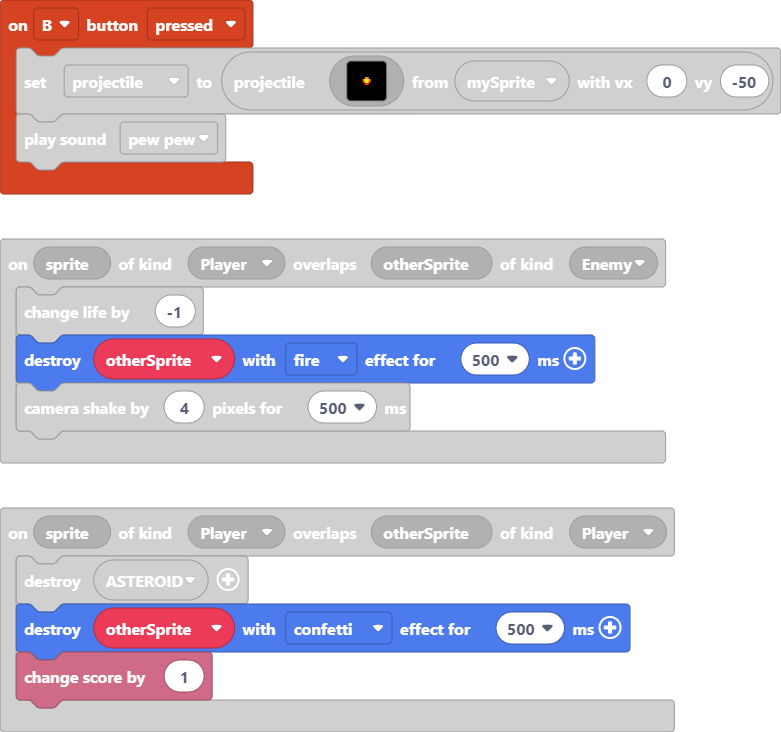 on B button pressed
set projectile to projectile from mySprite with vx 0 vy -50
play sound pew pew
on sprite of kind Player overlaps otherSprite of kind Enemy
change life by -1
destroy otherSprite with fire effect for 500 ms
camera shake by 4 pixels for 500 ms
on sprite of kind Player overlaps otherSprite of kind Player
destroy ASTEROID
destroy otherSprite with confetti effect for 500 ms
change score by 1